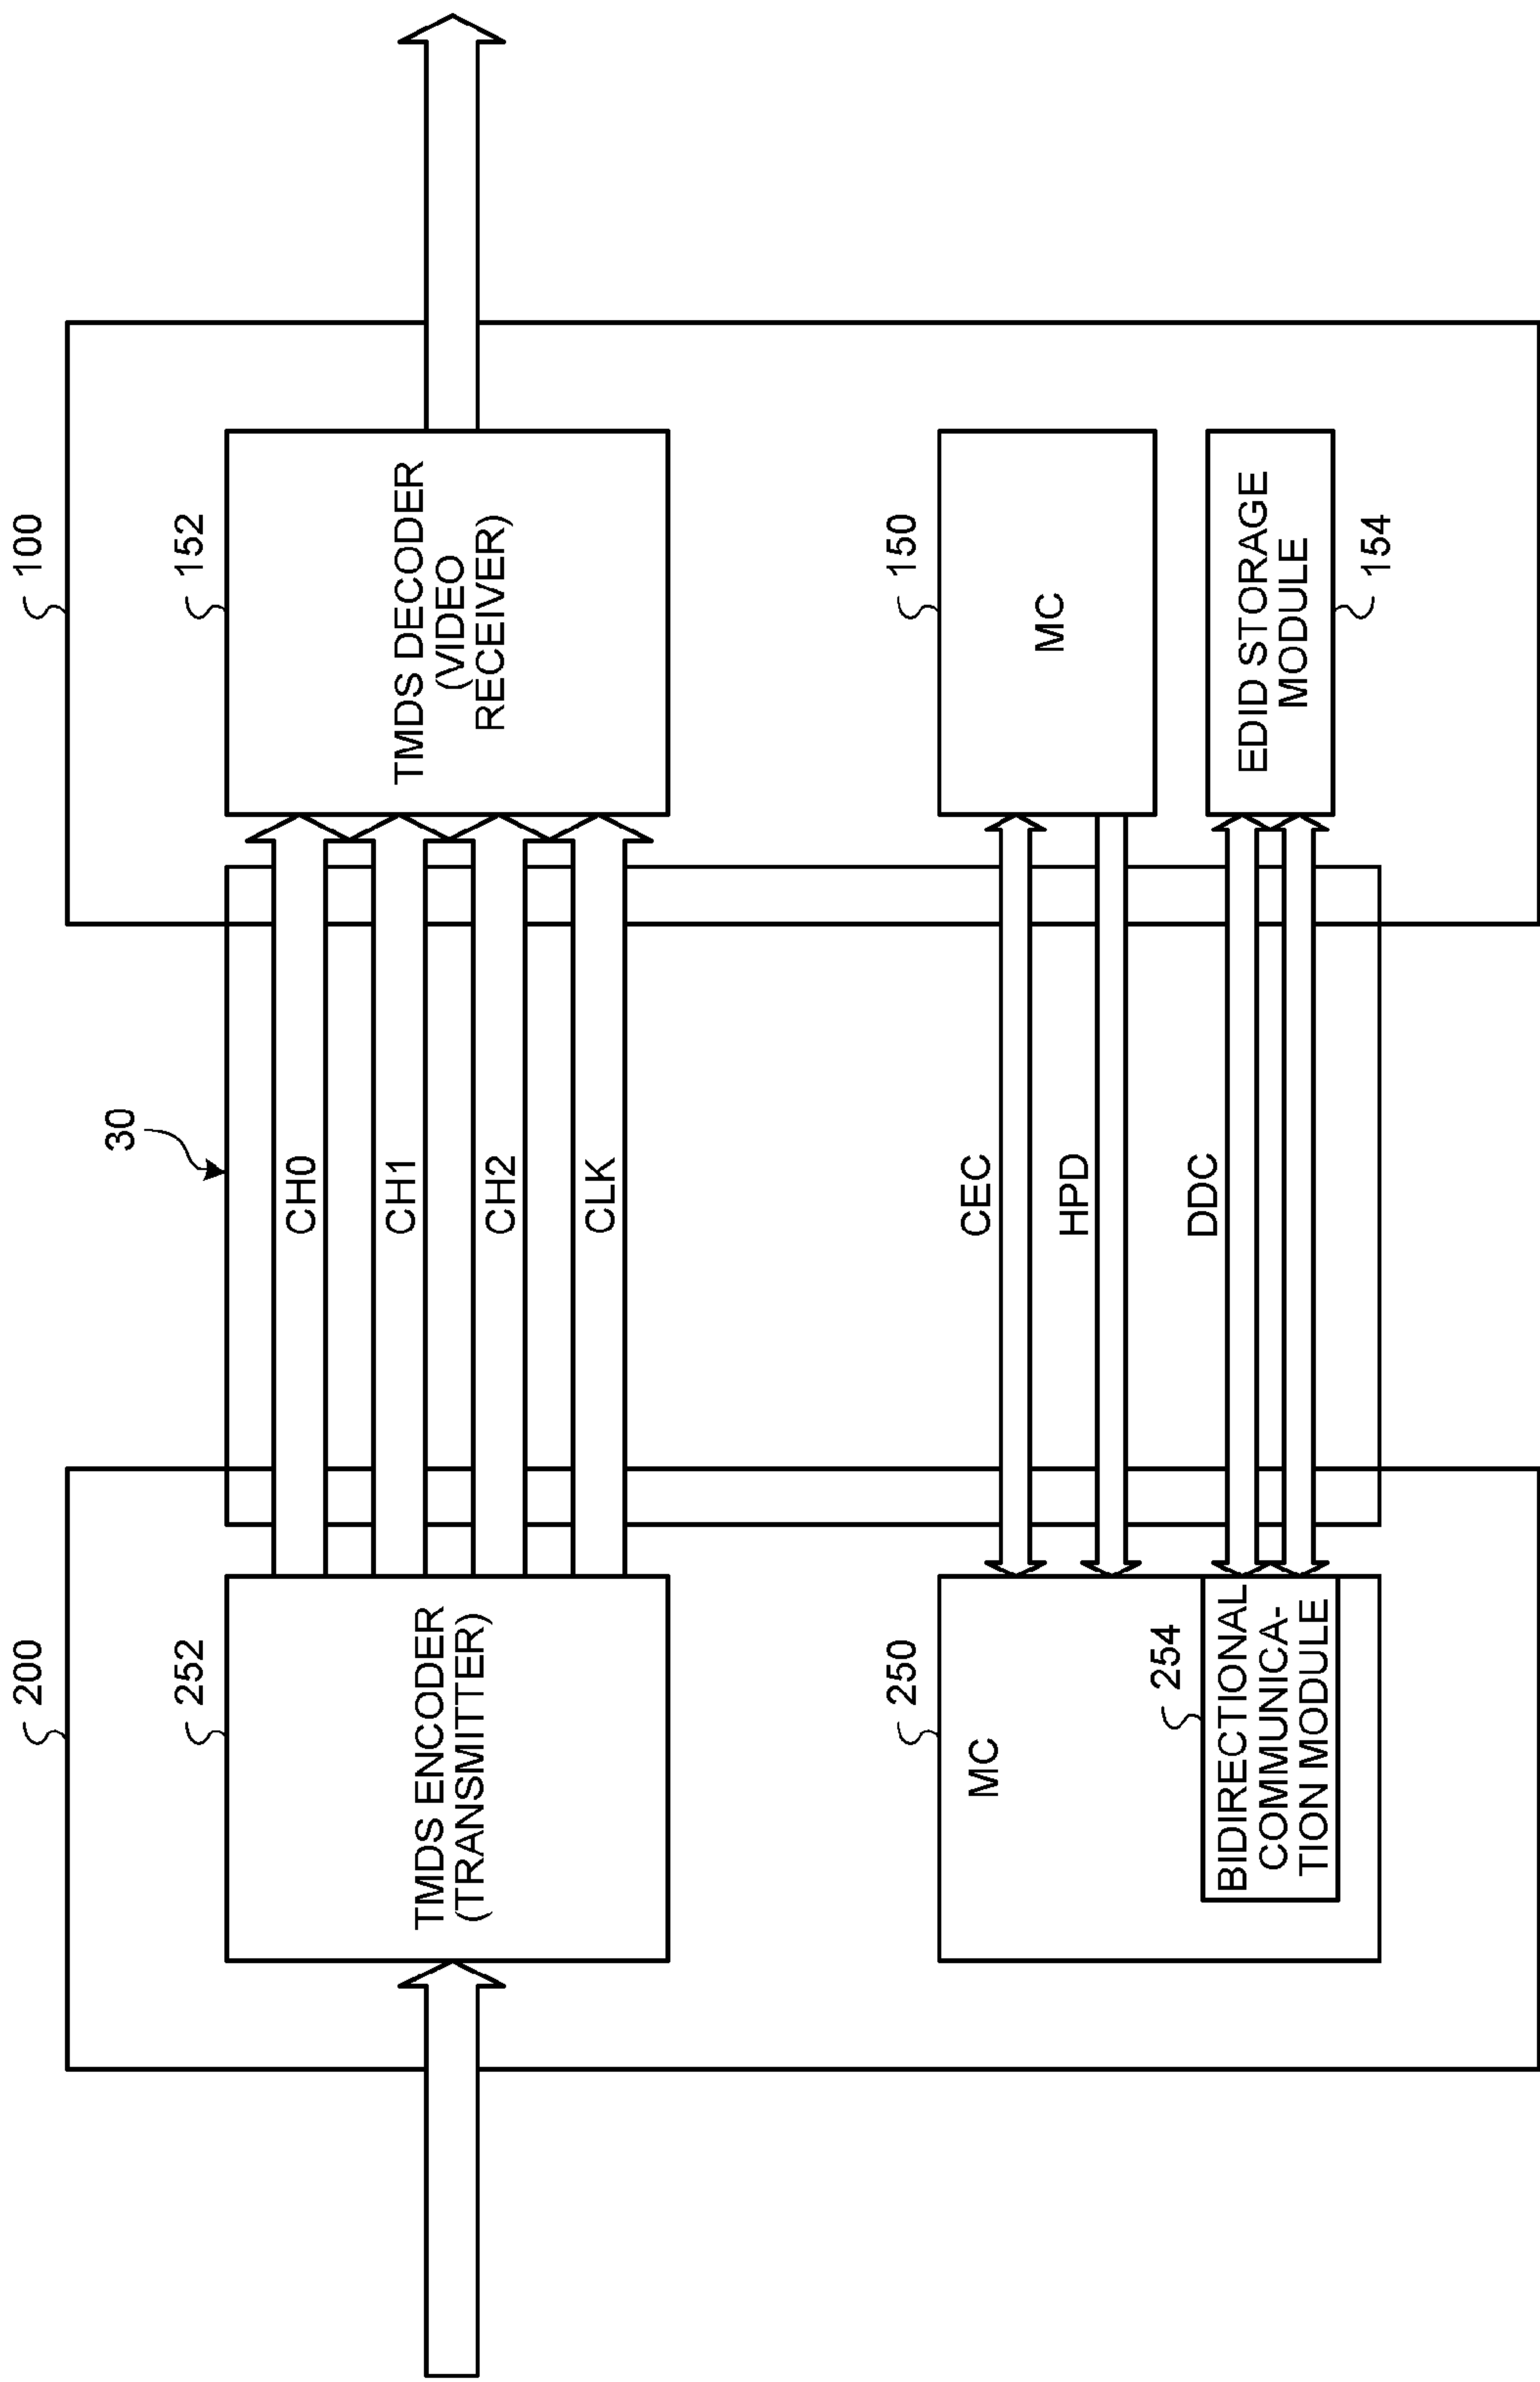 200
30
100
252
TMDS ENCODER
(TRANSMITTER)
CH0
CH1
CH2
CLK
152
TMDS DECODER
(VIDEO
RECEIVER)
250
MC
254
BIDIRECTIONAL
COMMUNICA-
TION MODULE
CEC
HPD
DDC
150
MC
EDID STORAGE
MODULE
154